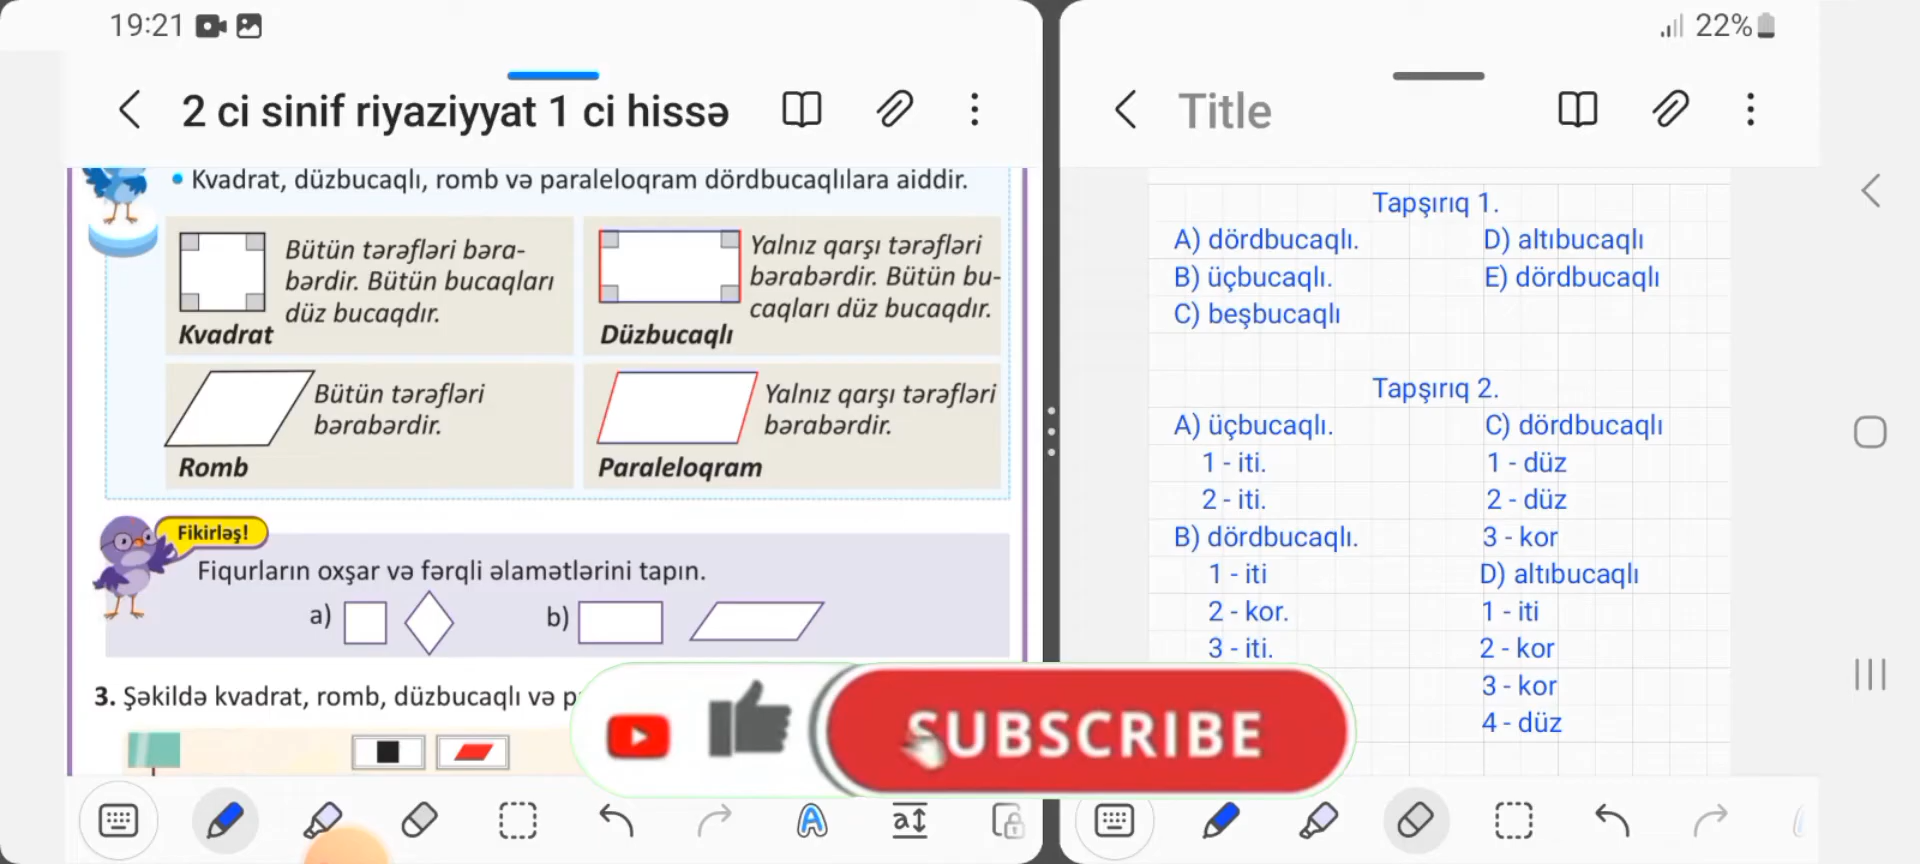 19:21
22%
2 ci sinif riyaziyyat 1 ci hissə
• Kvadrat, düzbucaqlı, romb və paraleloqram dördbucaqlılara aiddir.
Bütün tərəfləri bəra-
bərdir. Bütün bucaqları
düz bucaqdır.
Kvadrat
Yalnız qarşı tərəfləri
bərabərdir. Bütün bu-
caqları düz bucaqdır.
Düzbucaqlı
Bütün tərəfləri
bərabərdir.
Romb
Yalnız qarşı tərəfləri
bərabərdir.
Paraleloqram
Fikirləş!
Fiqurların oxşar və fərqli əlamətlərini tapın.
a)
b)
3. Şəkildə kvadrat, romb, düzbucaqlı və p
Title
Tapşırıq 1.
A) dördbucaqlı.
D) altıbucaqlı
B) üçbucaqlı.
E) dördbucaqlı
C) beşbucaqlı
Tapşırıq 2.
A) üçbucaqlı.
C) dördbucaqlı
1 - iti.
1 - düz
2 - iti.
2 - düz
B) dördbucaqlı.
3 - kor
1 - iti
D) altıbucaqlı
2 - kor.
1 - iti
3 - iti.
2 - kor
3 - kor
4 - düz
SUBSCRIBE